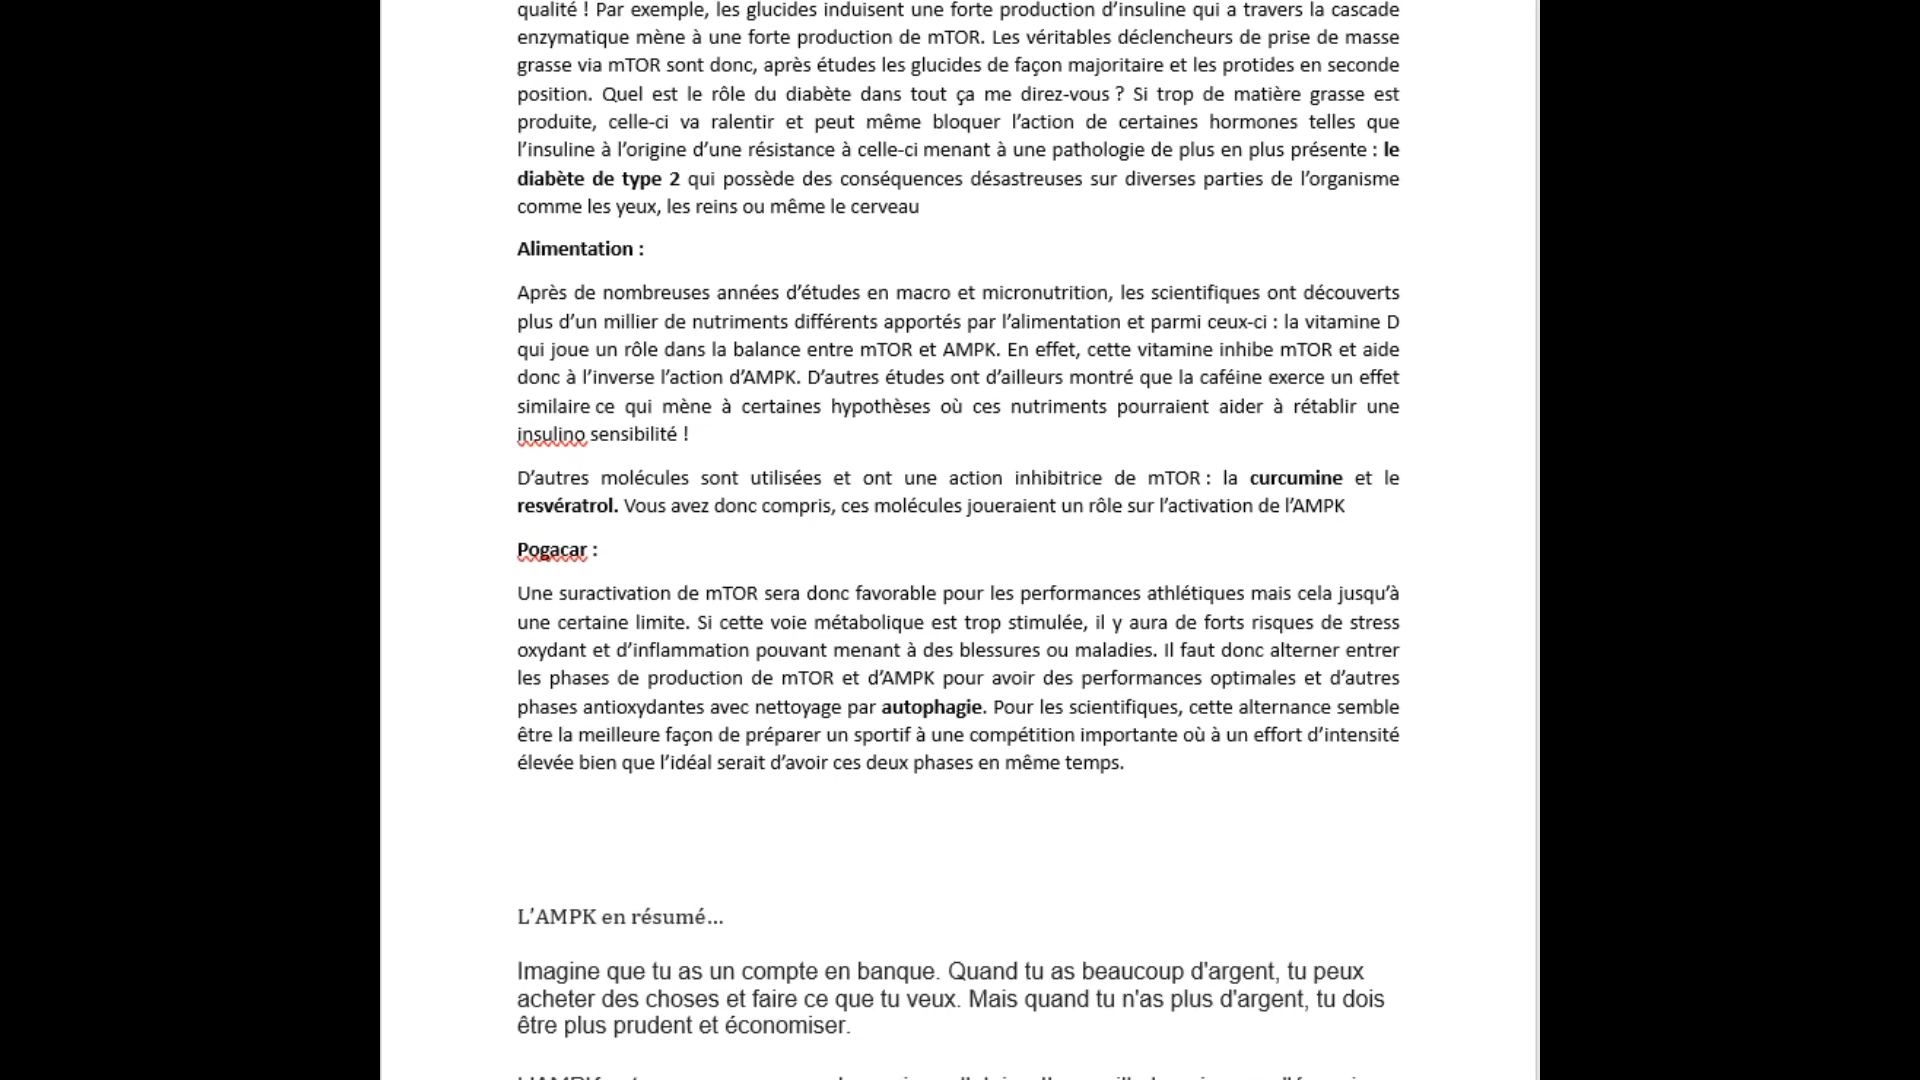 qualité ! Par exemple, les glucides induisent une forte production d’insuline qui a travers la cascade
enzymatique mène à une forte production de mTOR. Les véritables déclencheurs de prise de masse
grasse via mTOR sont donc, après études les glucides de façon majoritaire et les protides en seconde
position. Quel est le rôle du diabète dans tout ça me direz-vous ? Si trop de matière grasse est
produite, celle-ci va ralentir et peut même bloquer l’action de certaines hormones telles que
l’insuline à l’origine d’une résistance à celle-ci menant à une pathologie de plus en plus présente : le
diabète de type 2 qui possède des conséquences désastreuses sur diverses parties de l’organisme
comme les yeux, les reins ou même le cerveau
Alimentation :
Après de nombreuses années d’études en macro et micronutrition, les scientifiques ont découverts
plus d’un millier de nutriments différents apportés par l’alimentation et parmi ceux-ci : la vitamine D
qui joue un rôle dans la balance entre mTOR et AMPK. En effet, cette vitamine inhibe mTOR et aide
donc à l’inverse l’action d’AMPK. D’autres études ont d’ailleurs montré que la caféine exerce un effet
similaire ce qui mène à certaines hypothèses où ces nutriments pourraient aider à rétablir une
insulino sensibilité !
D’autres molécules sont utilisées et ont une action inhibitrice de mTOR : la curcumine et le
resvératrol. Vous avez donc compris, ces molécules joueraient un rôle sur l’activation de l’AMPK
Pogacar :
Une suractivation de mTOR sera donc favorable pour les performances athlétiques mais cela jusqu’à
une certaine limite. Si cette voie métabolique est trop stimulée, il y aura de forts risques de stress
oxydant et d’inflammation pouvant menant à des blessures ou maladies. Il faut donc alterner entrer
les phases de production de mTOR et d’AMPK pour avoir des performances optimales et d’autres
phases antioxydantes avec nettoyage par autophagie. Pour les scientifiques, cette alternance semble
être la meilleure façon de préparer un sportif à une compétition importante où à un effort d’intensité
élevée bien que l’idéal serait d’avoir ces deux phases en même temps.
L’AMPK en résumé…
Imagine que tu as un compte en banque. Quand tu as beaucoup d'argent, tu peux
acheter des choses et faire ce que tu veux. Mais quand tu n'as plus d'argent, tu dois
être plus prudent et économiser.